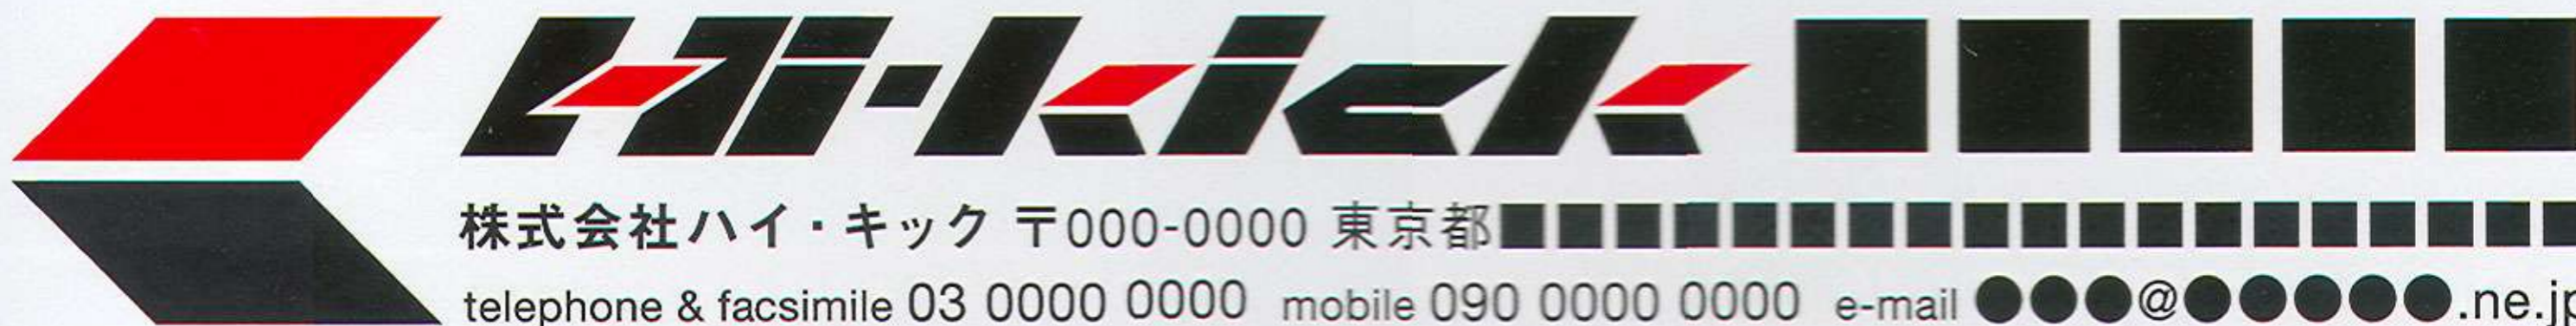 Hi-kick ■■■■■
株式会社ハイ・キック 〒000-0000 東京都■■■■■■■■■■■■■■■■■■■
telephone & facsimile 03 0000 0000 mobile 090 0000 0000 e-mail ●●●@●●●●●.ne.jp